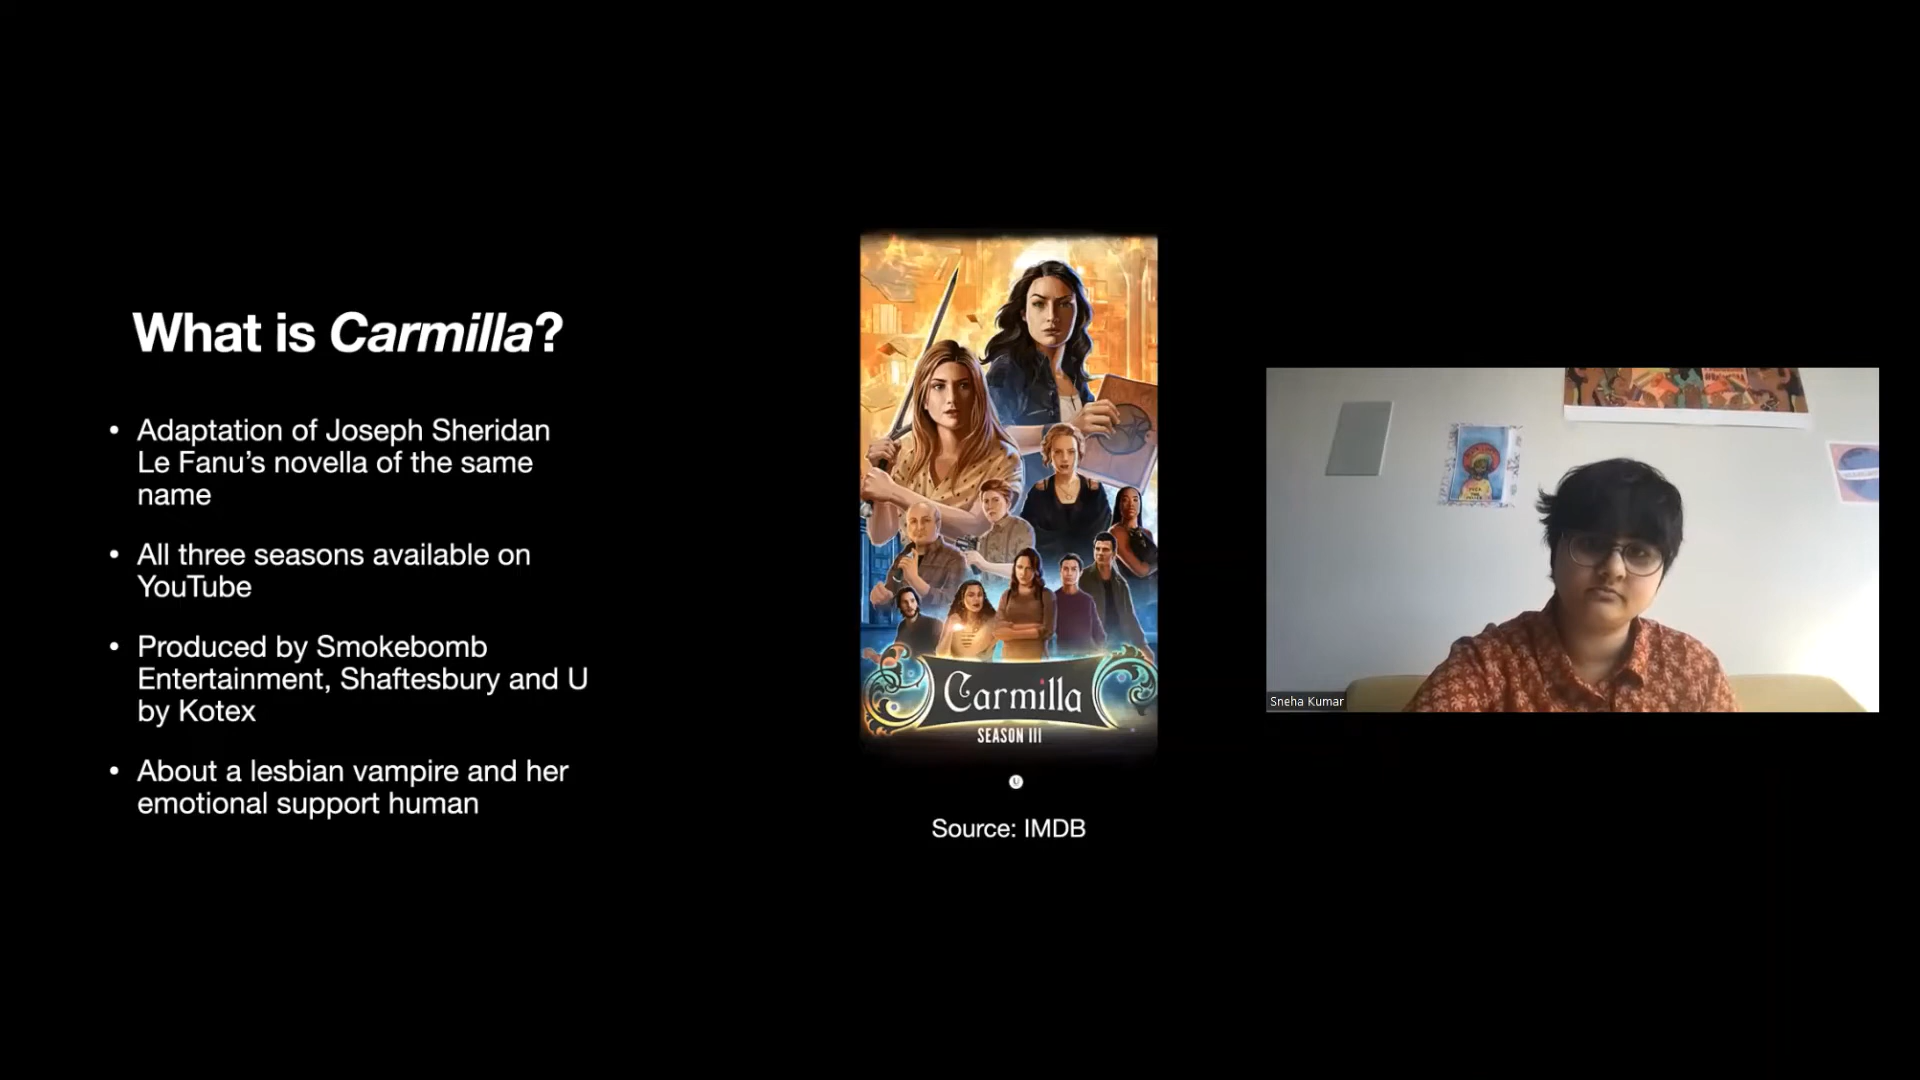 What is Carmilla?
• Adaptation of Joseph Sheridan
Le Fanu’s novella of the same
name
• All three seasons available on
YouTube
• Produced by Smokebomb
Entertainment, Shaftesbury and U
by Kotex
• About a lesbian vampire and her
emotional support human
Carmilla
SEASON III
U
Source: IMDB
Sneha Kumar